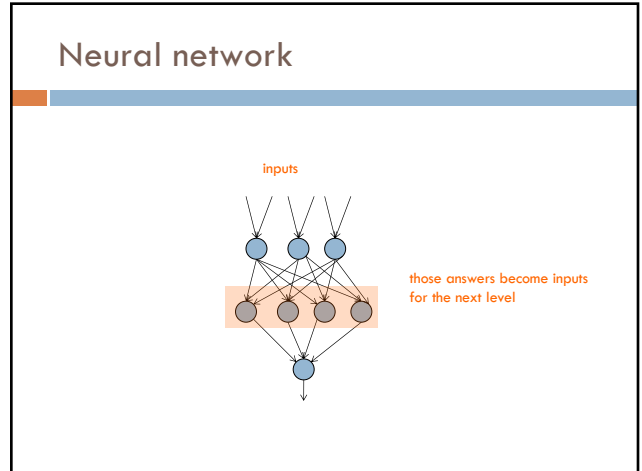 Neural network
inputs
those answers become inputs
for the next level